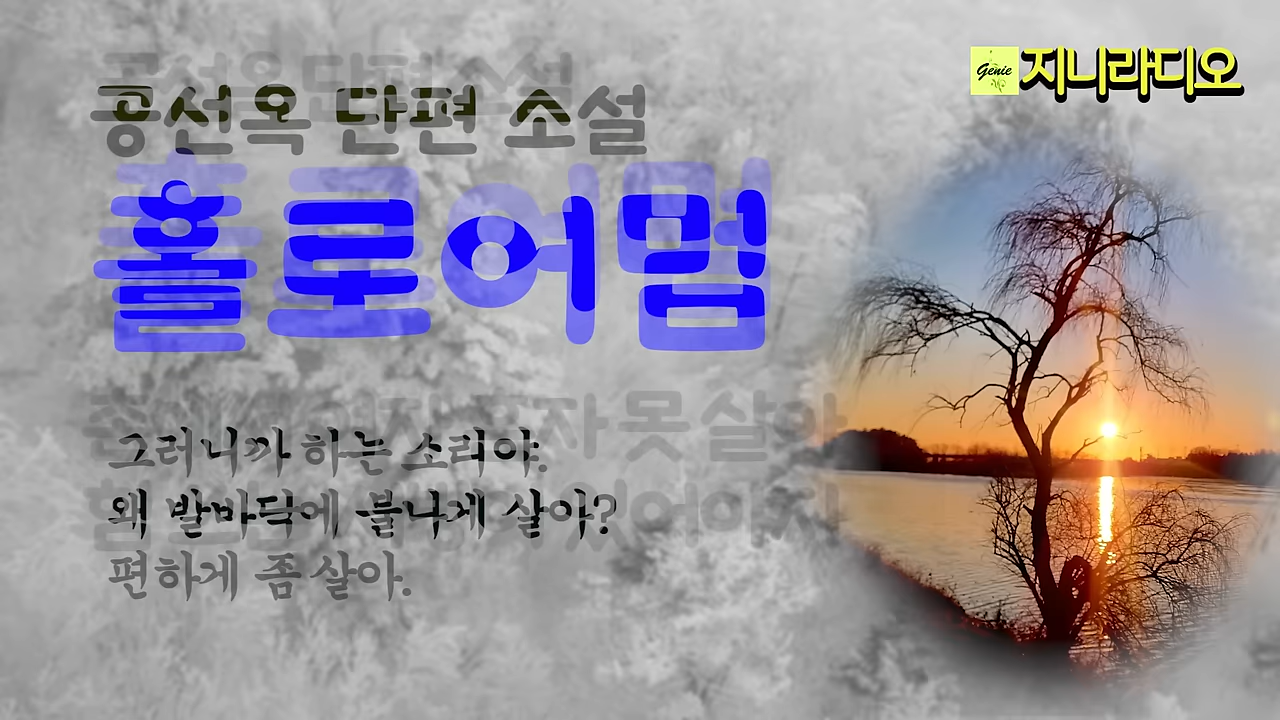 공선옥 단편 소설
Genie 지니라디오
홀로어멈
그러니까 하는 소리야.
왜 발바닥에 불나게 살아?
편하게 좀 살아.